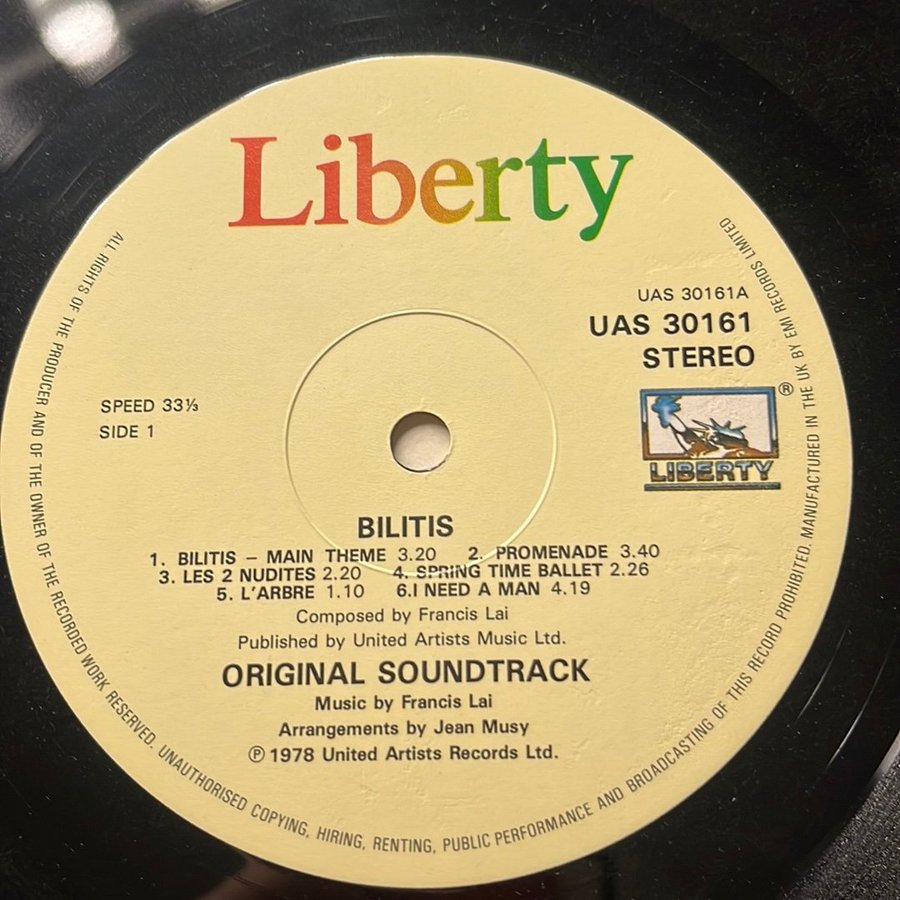 Liberty
UAS 30161A
UAS 30161
STEREO
®
LIBERTY
SPEED 33⅓
SIDE 1
BILITIS
1. BILITIS – MAIN THEME 3.20 2. PROMENADE 3.40
3. LES 2 NUDITES 2.20 4. SPRING TIME BALLET 2.26
5. L'ARBRE 1.10 6.I NEED A MAN 4.19
Composed by Francis Lai
Published by United Artists Music Ltd.
ORIGINAL SOUNDTRACK
Music by Francis Lai
Arrangements by Jean Musy
℗ 1978 United Artists Records Ltd.
ALL RIGHTS OF THE PRODUCER AND OF THE OWNER OF THE RECORDED WORK RESERVED. UNAUTHORISED COPYING, HIRING, RENTING, PUBLIC PERFORMANCE AND BROADCASTING OF THIS RECORD PROHIBITED. MANUFACTURED IN THE UK BY EMI RECORDS LIMITED